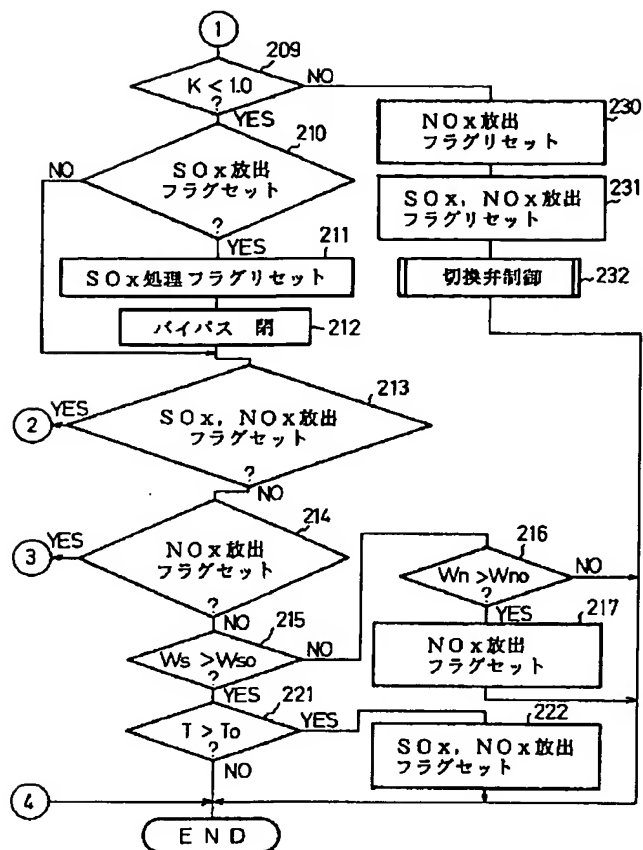 1
209
K < 1.0
?
NO
YES
210
SOx放出
フラグセット
?
NO
YES
211
SOx処理フラグリセット
バイパス 閉
212
230
NOx放出
フラグリセット
231
SOx, NOx放出
フラグリセット
切換弁制御
232
213
SOx, NOx放出
フラグセット
?
YES
2
NO
214
NOx放出
フラグセット
?
YES
3
NO
215
Ws >Wso
?
NO
YES
216
Wn >Wno
?
NO
YES
217
NOx放出
フラグセット
221
T > To
?
YES
NO
222
SOx, NOx放出
フラグセット
4
END